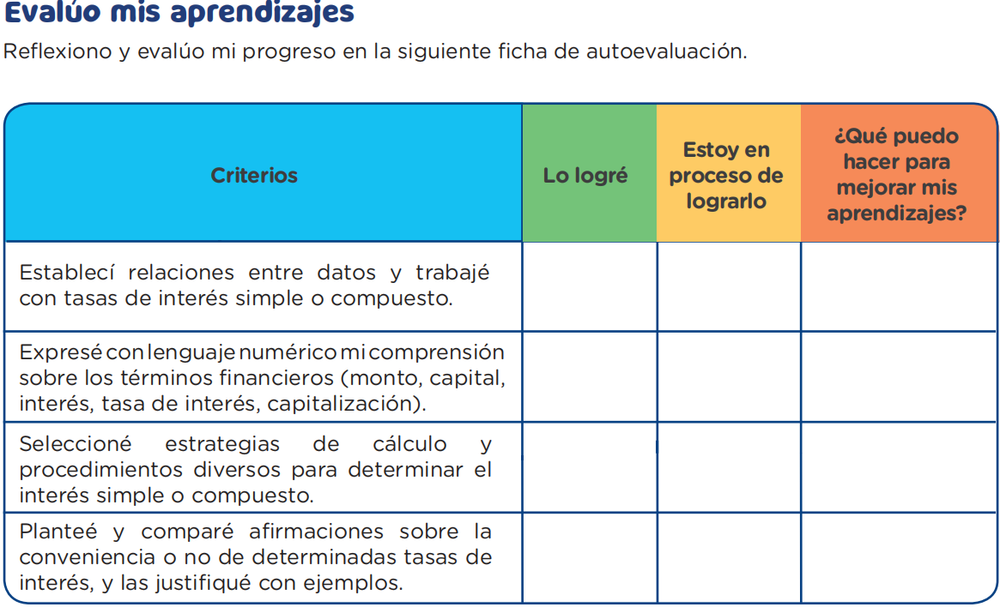 Evalúo mis aprendizajes
Reflexiono y evalúo mi progreso en la siguiente ficha de autoevaluación.
Criterios
Lo logré
Estoy en
proceso de
lograrlo
¿Qué puedo
hacer para
mejorar mis
aprendizajes?
Establecí relaciones entre datos y trabajé
con tasas de interés simple o compuesto.
Expresé con lenguaje numérico mi comprensión
sobre los términos financieros (monto, capital,
interés, tasa de interés, capitalización).
Seleccioné estrategias de cálculo y
procedimientos diversos para determinar el
interés simple o compuesto.
Planteé y comparé afirmaciones sobre la
conveniencia o no de determinadas tasas de
interés, y las justifiqué con ejemplos.